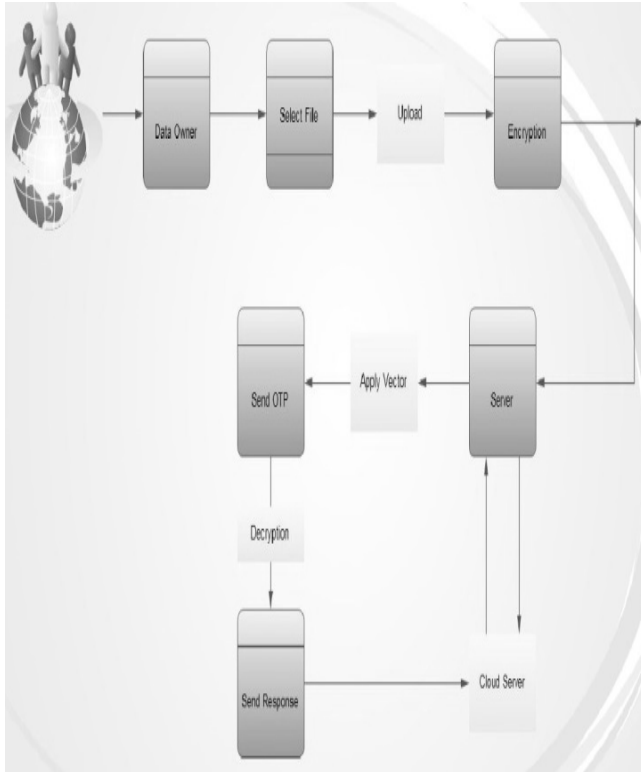 Data Owner
Select File
Upload
Encryption
Send OTP
Apply Vector
Server
Decryption
Send Response
Cloud Server